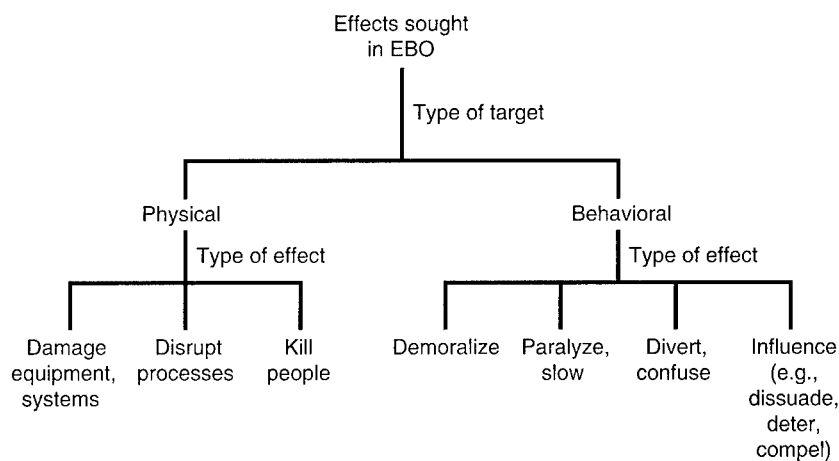 Effects sought
in EBO
Type of target
Physical
Behavioral
Type of effect
Type of effect
Damage
equipment,
systems
Disrupt
processes
Kill
people
Demoralize
Paralyze,
slow
Divert,
confuse
Influence
(e.g.,
dissuade,
deter,
compel)